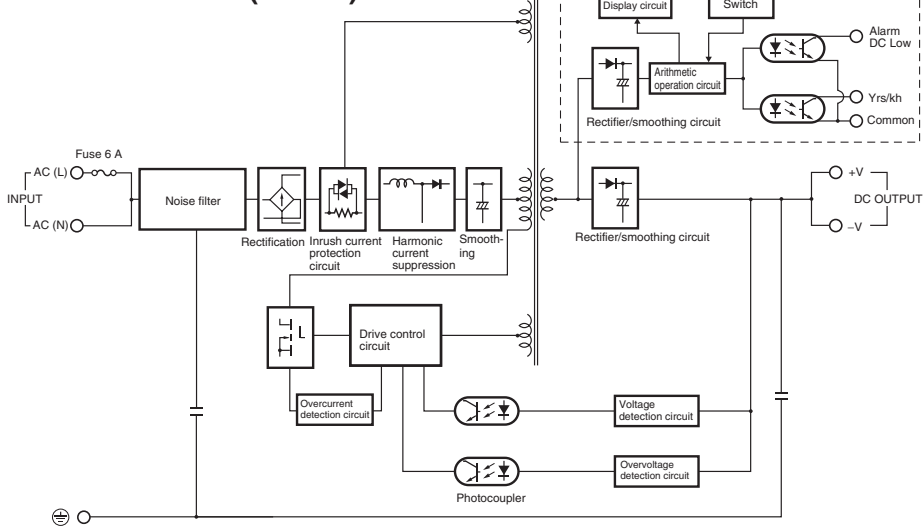 Display circuit
Switch
Alarm
DC Low
Arithmetic
operation circuit
Yrs/kh
Rectifier/smoothing circuit
Common
Fuse 6 A
AC (L)
+V
INPUT
Noise filter
DC OUTPUT
AC (N)
−V
Rectification
Inrush current
protection
circuit
Harmonic
current
suppression
Smooth-
ing
Rectifier/smoothing circuit
Drive control
circuit
Overcurrent
detection circuit
Voltage
detection circuit
Overvoltage
detection circuit
Photocoupler